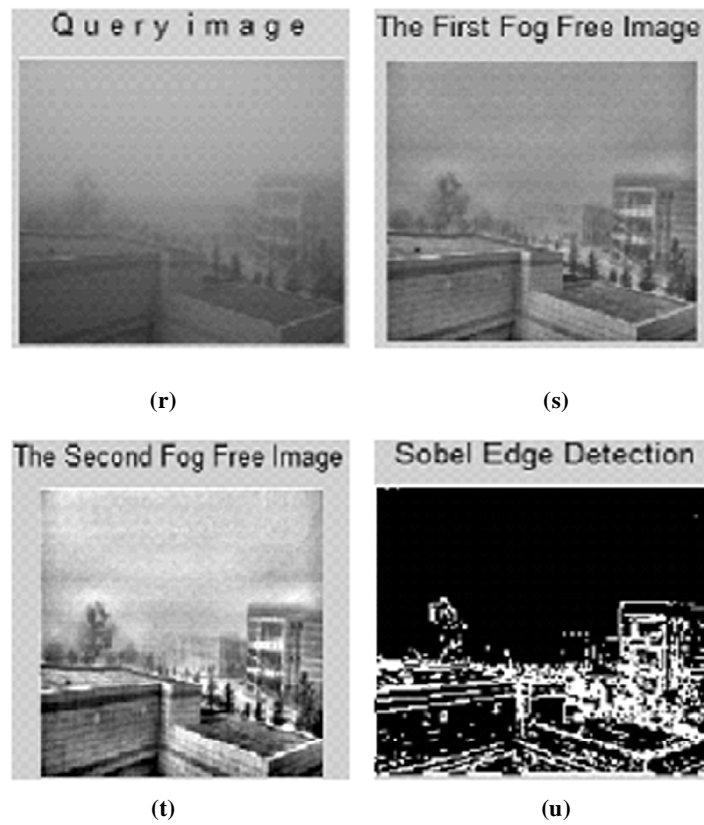 Query image
The First Fog Free Image
(r)
(s)
The Second Fog Free Image
Sobel Edge Detection
(t)
(u)